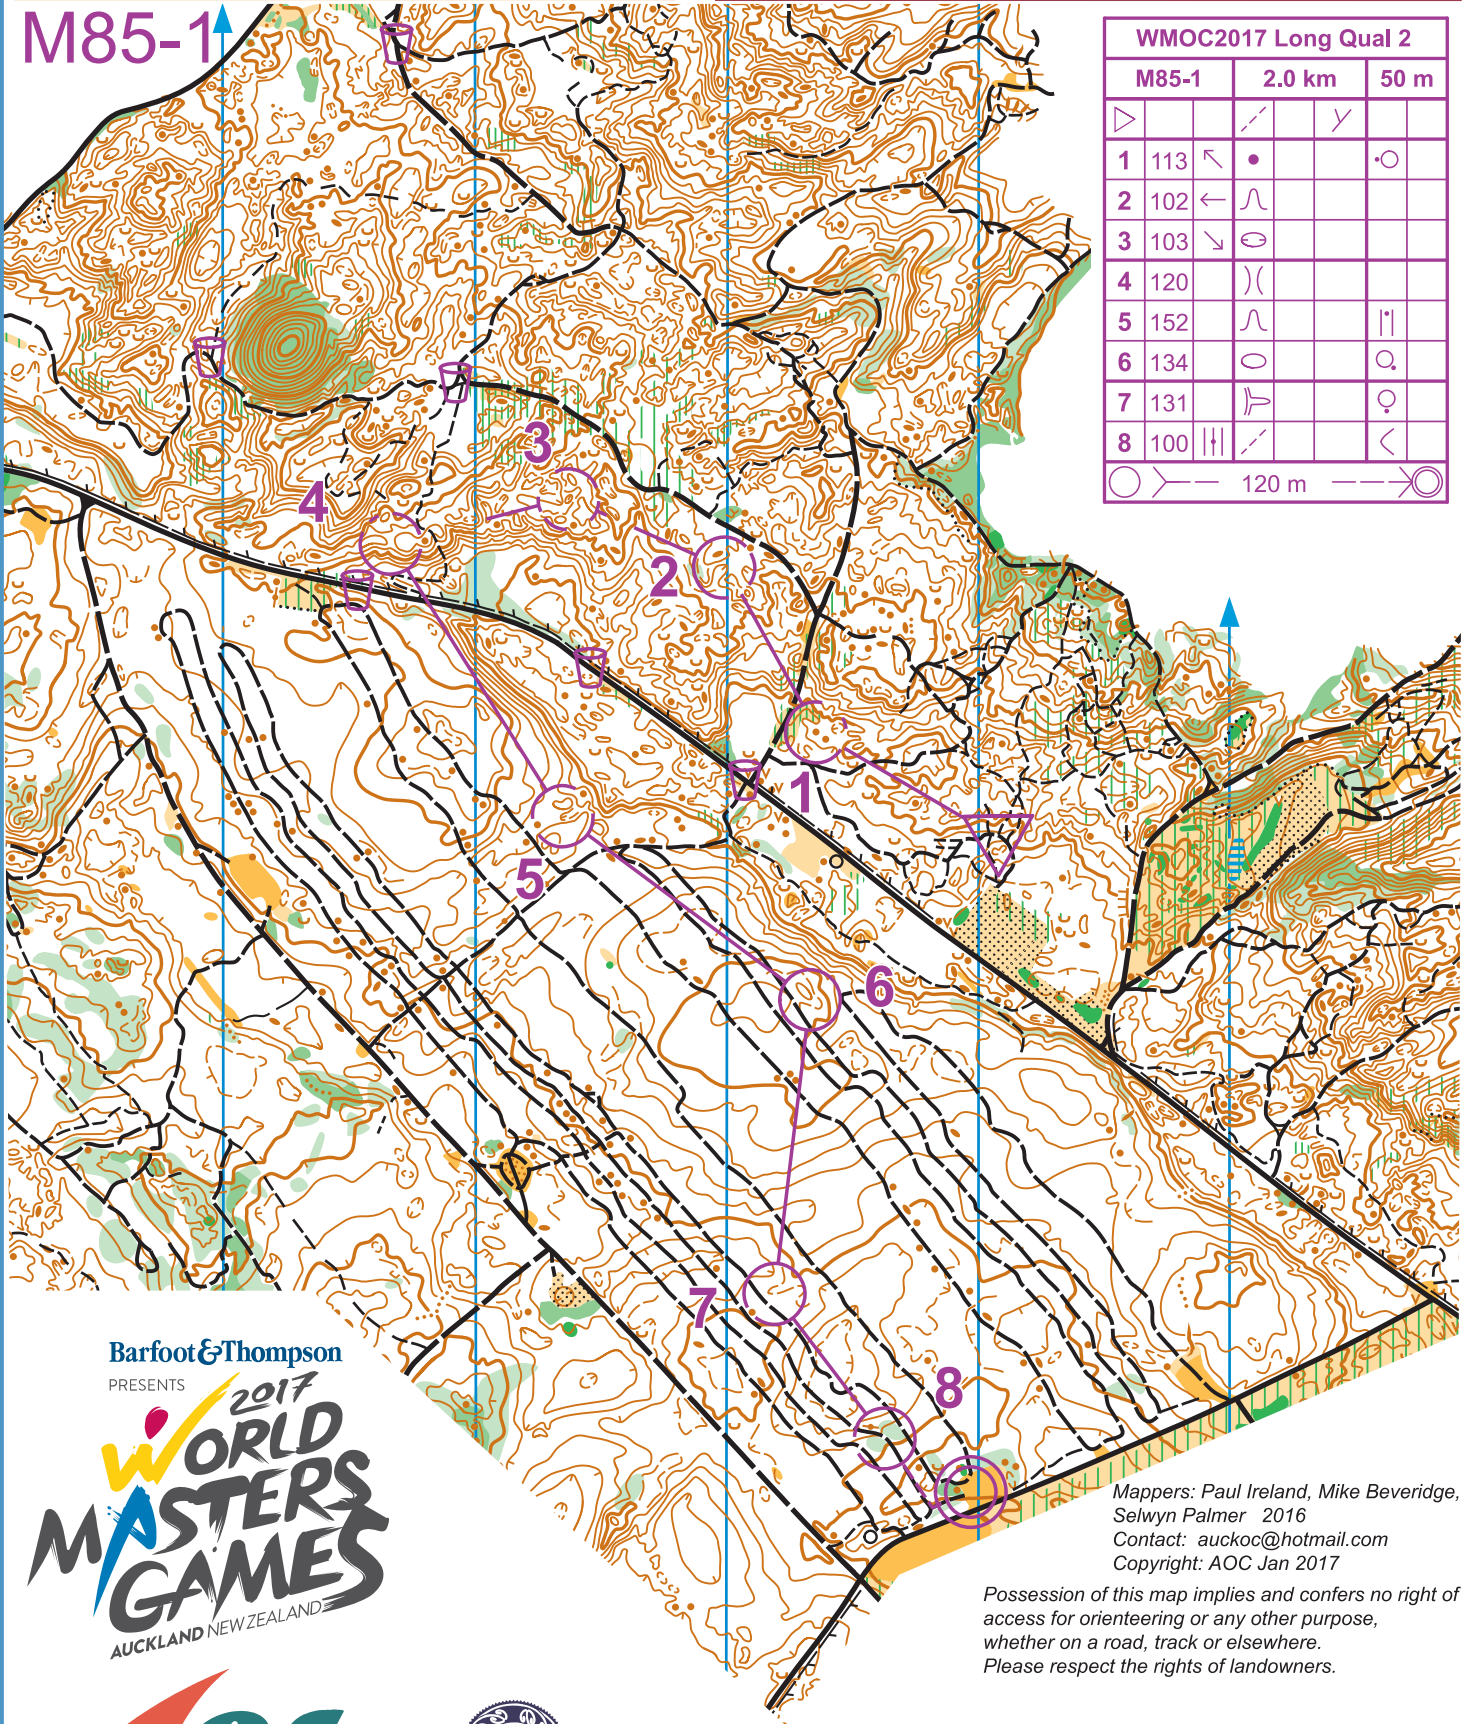 M85-1
WMOC2017 Long Qual 2
M85-1 2.0 km 50 m
1 113
2 102
3 103
4 120
5 152
6 134
7 131
8 100
120 m
3
4
2
1
5
6
7
8
Barfoot&Thompson
PRESENTS
2017
WORLD
MASTERS
GAMES
AUCKLAND NEW ZEALAND
Mappers: Paul Ireland, Mike Beveridge,
Selwyn Palmer 2016
Contact: auckoc@hotmail.com
Copyright: AOC Jan 2017
Possession of this map implies and confers no right of
access for orienteering or any other purpose,
whether on a road, track or elsewhere.
Please respect the rights of landowners.